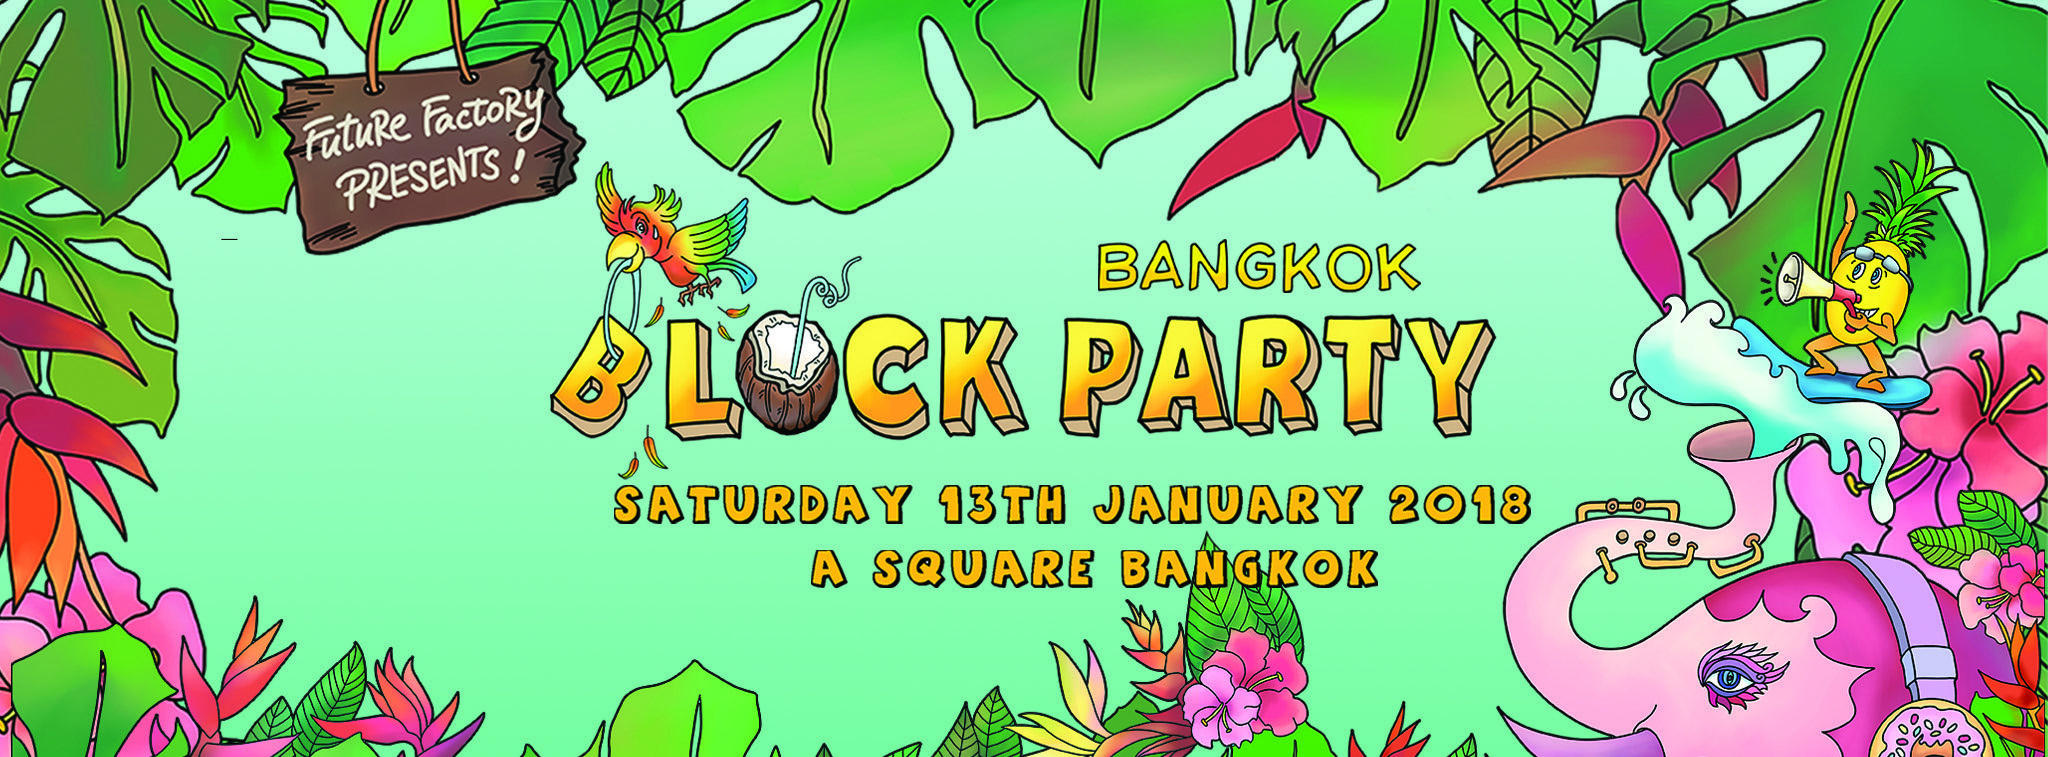 Future Factory
PRESENTS!
BANGKOK
BLOCK PARTY
SATURDAY 13TH JANUARY 2018
A SQUARE BANGKOK